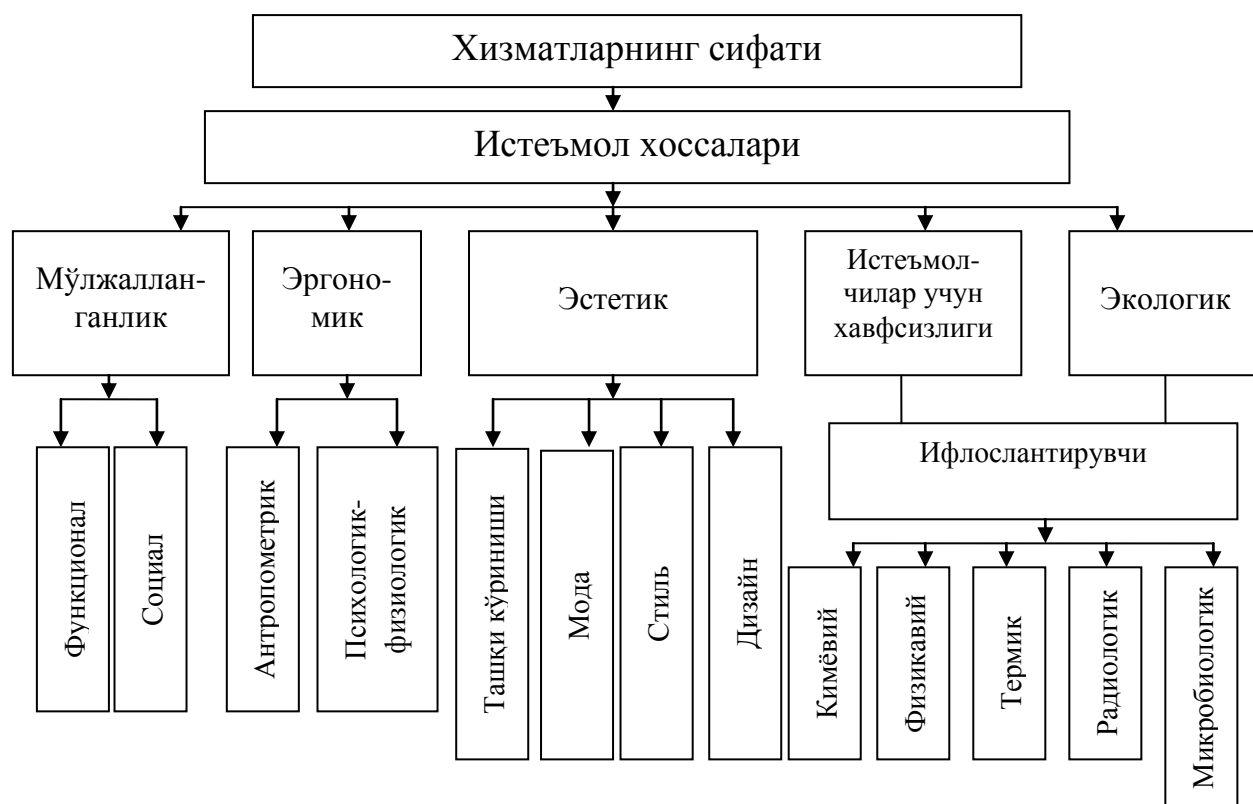 Хизматларнинг сифати
Истеъмол хоссалари
Мўлжаллан-
ганлик
Эргоно-
мик
Эстетик
Истеъмол-
чилар учун
хавфсизлиги
Экологик
Ифлослантирувчи
Функционал
Социал
Антропометрик
Психологик-
физиологик
Ташқи кўриниши
Мода
Стиль
Дизайн
Кимёвий
Физикавий
Термик
Радиологик
Микробиологик